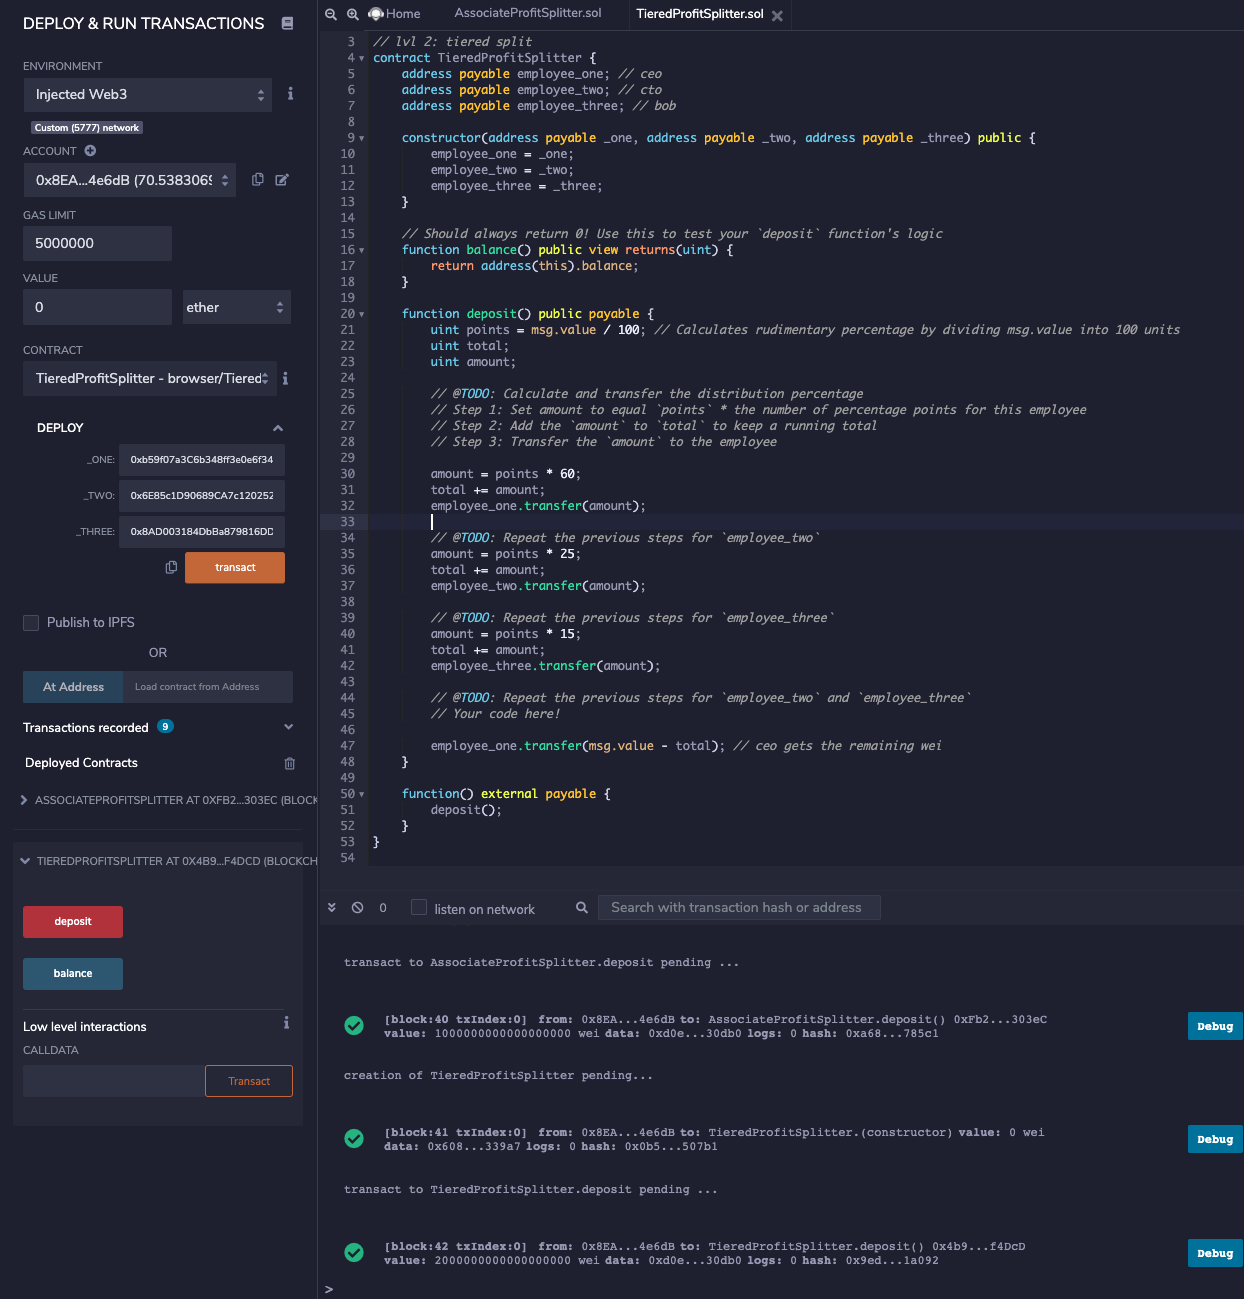 DEPLOY & RUN TRANSACTIONS
ENVIRONMENT
Injected Web3
Custom (5777) network
ACCOUNT
0x8EA...4e6dB (70.5383069
GAS LIMIT
5000000
VALUE
0
ether
CONTRACT
TieredProfitSplitter - browser/Tiered
DEPLOY
_ONE: 0xb59f07a3C6b348ff3e0e6f34
_TWO: 0x6E85c1D90689CA7c120252
_THREE: 0x8AD003184DbBa879816DD
transact
Publish to IPFS
OR
At Address
Load contract from Address
Transactions recorded 9
Deployed Contracts
ASSOCIATEPROFITSPLITTER AT 0XFB2...303EC (BLOCK
TIEREDPROFITSPLITTER AT 0X4B9...F4DCD (BLOCKCH
deposit
balance
Low level interactions
CALLDATA
Transact
Home
AssociateProfitSplitter.sol
TieredProfitSplitter.sol
3 // lvl 2: tiered split
4 contract TieredProfitSplitter {
5 address payable employee_one; // ceo
6 address payable employee_two; // cto
7 address payable employee_three; // bob
8
9 constructor(address payable _one, address payable _two, address payable _three) public {
10 employee_one = _one;
11 employee_two = _two;
12 employee_three = _three;
13 }
14
15 // Should always return 0! Use this to test your `deposit` function's logic
16 function balance() public view returns(uint) {
17 return address(this).balance;
18 }
19
20 function deposit() public payable {
21 uint points = msg.value / 100; // Calculates rudimentary percentage by dividing msg.value into 100 units
22 uint total;
23 uint amount;
24
25 // @TODO: Calculate and transfer the distribution percentage
26 // Step 1: Set amount to equal `points` * the number of percentage points for this employee
27 // Step 2: Add the `amount` to `total` to keep a running total
28 // Step 3: Transfer the `amount` to the employee
29
30 amount = points * 60;
31 total += amount;
32 employee_one.transfer(amount);
33
34 // @TODO: Repeat the previous steps for `employee_two`
35 amount = points * 25;
36 total += amount;
37 employee_two.transfer(amount);
38
39 // @TODO: Repeat the previous steps for `employee_three`
40 amount = points * 15;
41 total += amount;
42 employee_three.transfer(amount);
43
44 // @TODO: Repeat the previous steps for `employee_two` and `employee_three`
45 // Your code here!
46
47 employee_one.transfer(msg.value - total); // ceo gets the remaining wei
48 }
49
50 function() external payable {
51 deposit();
52 }
53 }
54
0
listen on network
Search with transaction hash or address
transact to AssociateProfitSplitter.deposit pending ...
[block:40 txIndex:0] from: 0x8EA...4e6dB to: AssociateProfitSplitter.deposit() 0xFb2...303eC
value: 1000000000000000000 wei data: 0xd0e...30db0 logs: 0 hash: 0xa68...785c1
Debug
creation of TieredProfitSplitter pending...
[block:41 txIndex:0] from: 0x8EA...4e6dB to: TieredProfitSplitter.(constructor) value: 0 wei
data: 0x608...339a7 logs: 0 hash: 0x0b5...507b1
Debug
transact to TieredProfitSplitter.deposit pending ...
[block:42 txIndex:0] from: 0x8EA...4e6dB to: TieredProfitSplitter.deposit() 0x4b9...f4DcD
value: 2000000000000000000 wei data: 0xd0e...30db0 logs: 0 hash: 0x9ed...1a092
Debug
>